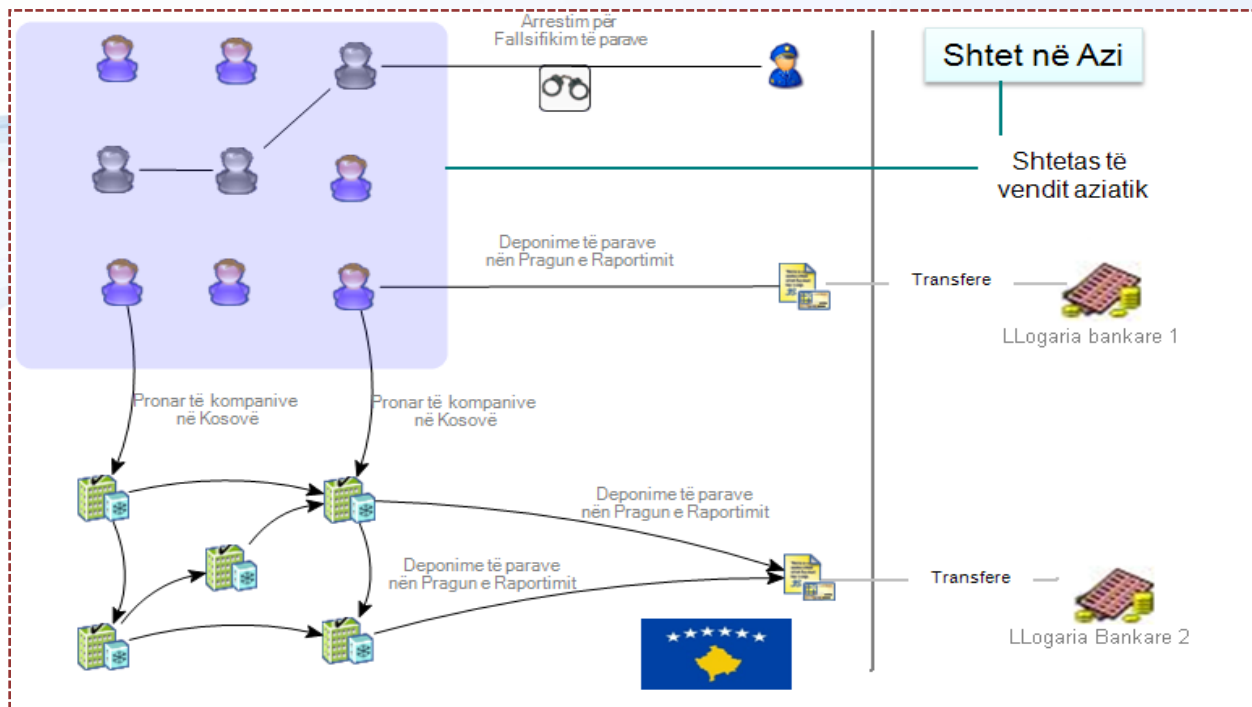 Arrestim për
Fallsifikim të parave
Shtet në Azi
Shtetas të
vendit aziatik
Deponime të parave
nën Pragun e Raportimit
Transfere
LLogaria bankare 1
Pronar të kompanive
në Kosovë
Pronar të kompanive
në Kosovë
Deponime të parave
nën Pragun e Raportimit
Deponime të parave
nën Pragun e Raportimit
Transfere
LLogaria Bankare 2